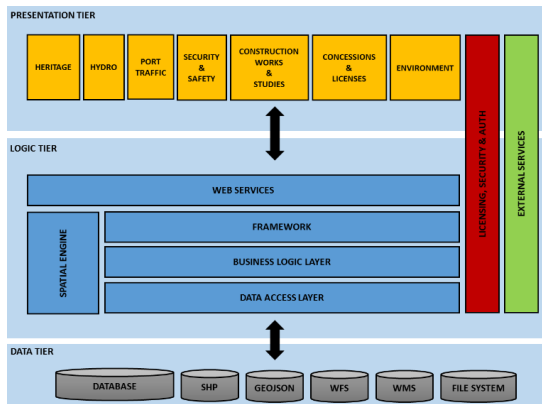 PRESENTATION TIER
HERITAGE
HYDRO
PORT
TRAFFIC
SECURITY
&
SAFETY
CONSTRUCTION
WORKS
&
STUDIES
CONCESSIONS
&
LICENSES
ENVIRONMENT
LICENSING, SECURITY & AUTH
EXTERNAL SERVICES
LOGIC TIER
WEB SERVICES
SPATIAL ENGINE
FRAMEWORK
BUSINESS LOGIC LAYER
DATA ACCESS LAYER
DATA TIER
DATABASE
SHP
GEOJSON
WFS
WMS
FILE SYSTEM